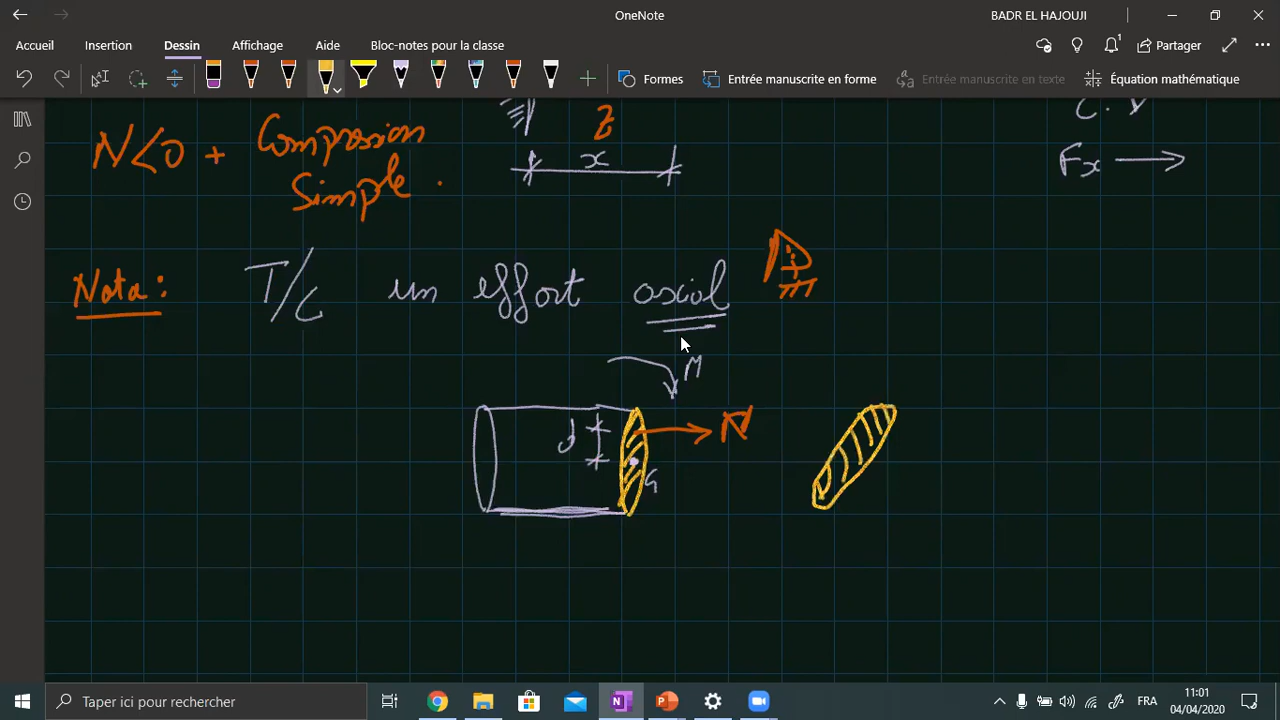 OneNote
BADR EL HAJOUJI
Accueil Insertion Dessin Affichage Aide Bloc-notes pour la classe
Partager
Formes Entrée manuscrite en forme Entrée manuscrite en texte Équation mathématique
N<0 + Compression
Simple.
Z
x
Fx
Nota: T/C un effort axial
M
d
N
G
Taper ici pour rechercher
FRA
11:01
04/04/2020